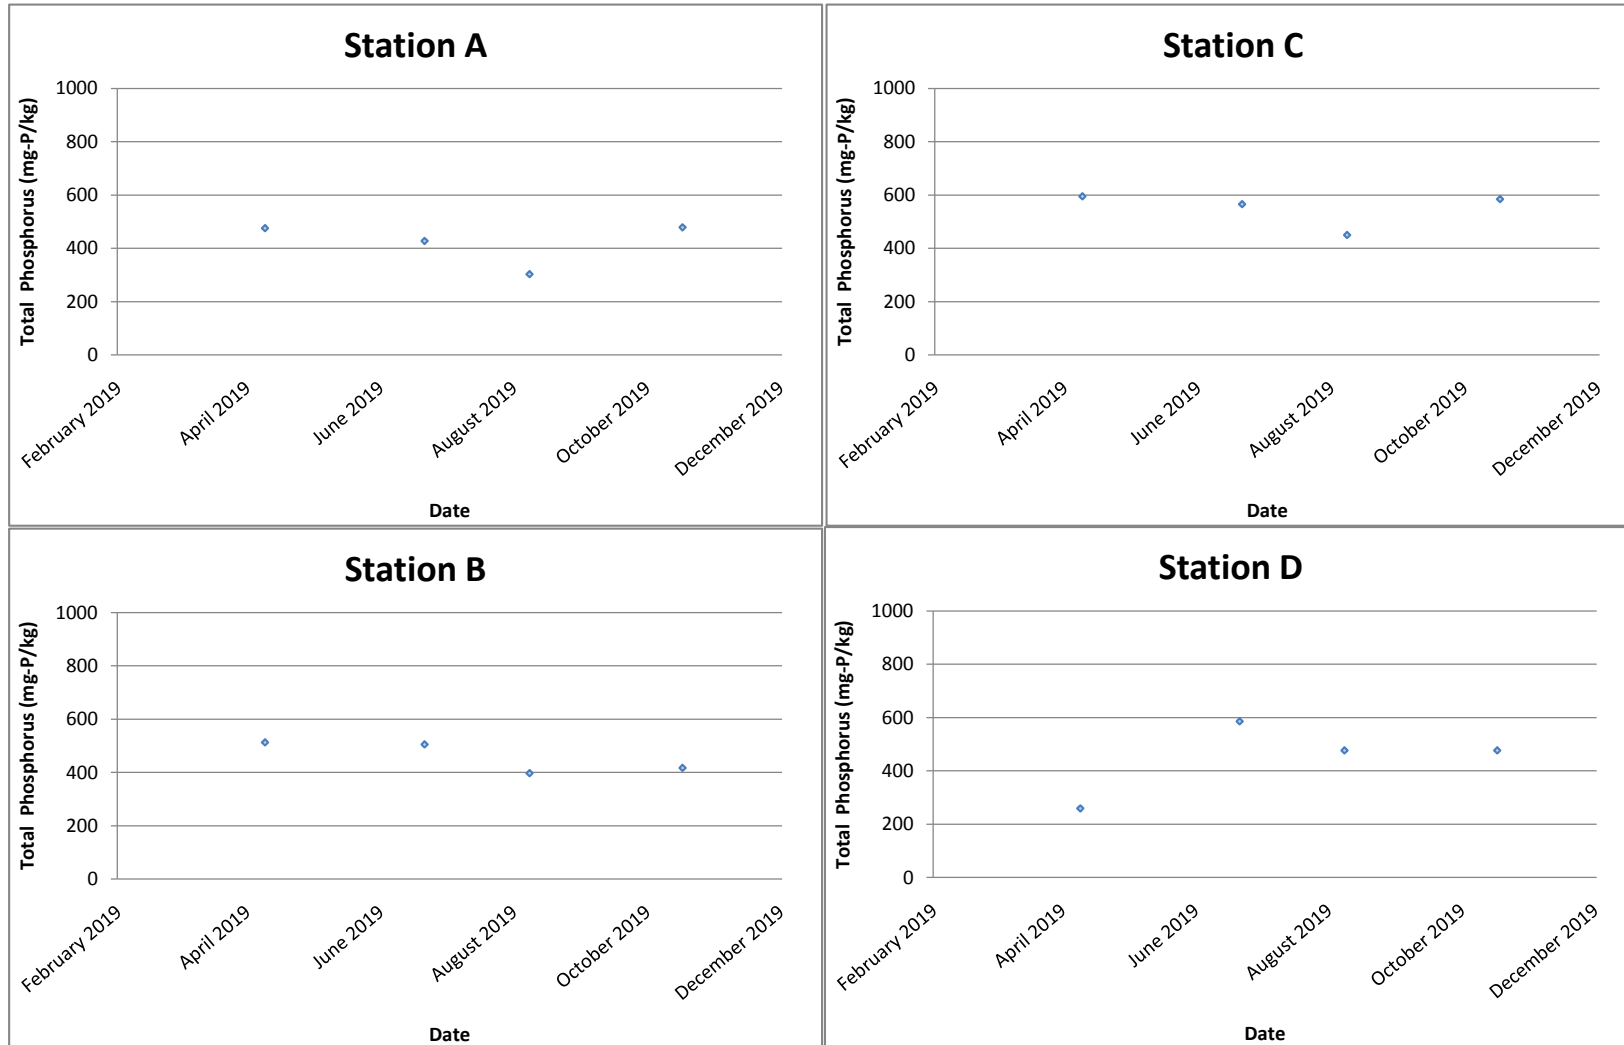 Station A
Total Phosphorus (mg-P/kg)
1000
800
600
400
200
0
February 2019
April 2019
June 2019
August 2019
October 2019
December 2019
Date
Station C
Total Phosphorus (mg-P/kg)
1000
800
600
400
200
0
February 2019
April 2019
June 2019
August 2019
October 2019
December 2019
Date
Station B
Total Phosphorus (mg-P/kg)
1000
800
600
400
200
0
February 2019
April 2019
June 2019
August 2019
October 2019
December 2019
Date
Station D
Total Phosphorus (mg-P/kg)
1000
800
600
400
200
0
February 2019
April 2019
June 2019
August 2019
October 2019
December 2019
Date